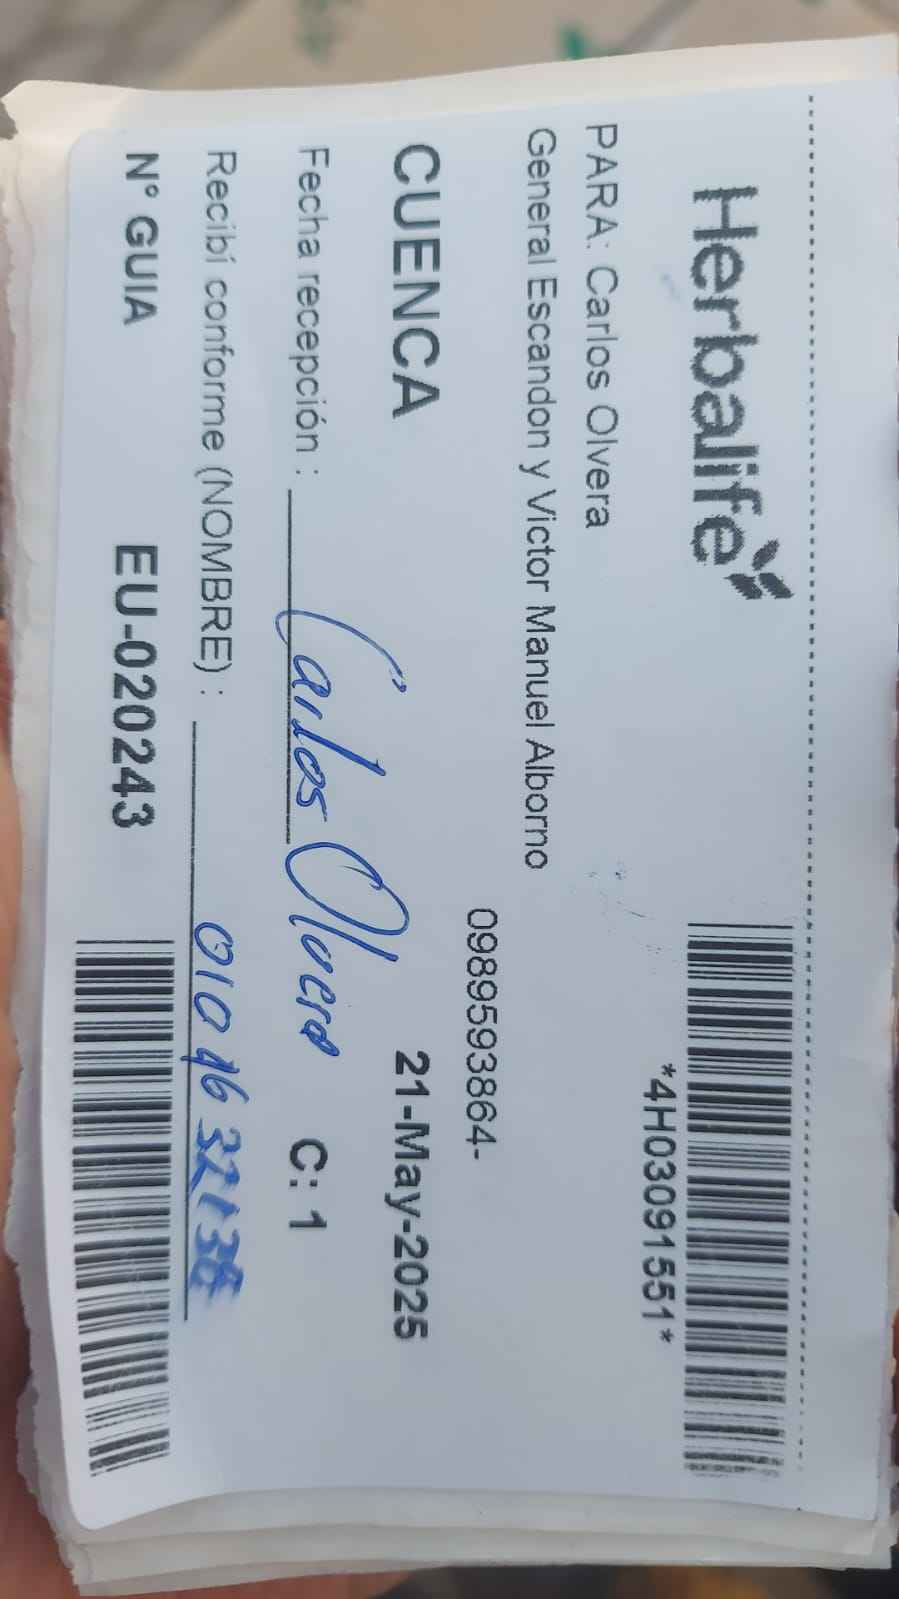 Herbalife
*4H03091551*
PARA: Carlos Olvera
General Escandon y Victor Manuel Alborno
0989593864-
CUENCA 21-May-2025
Fecha recepción : Carlos Olvera C: 1
Recibí conforme (NOMBRE) :
N° GUIA EU-020243